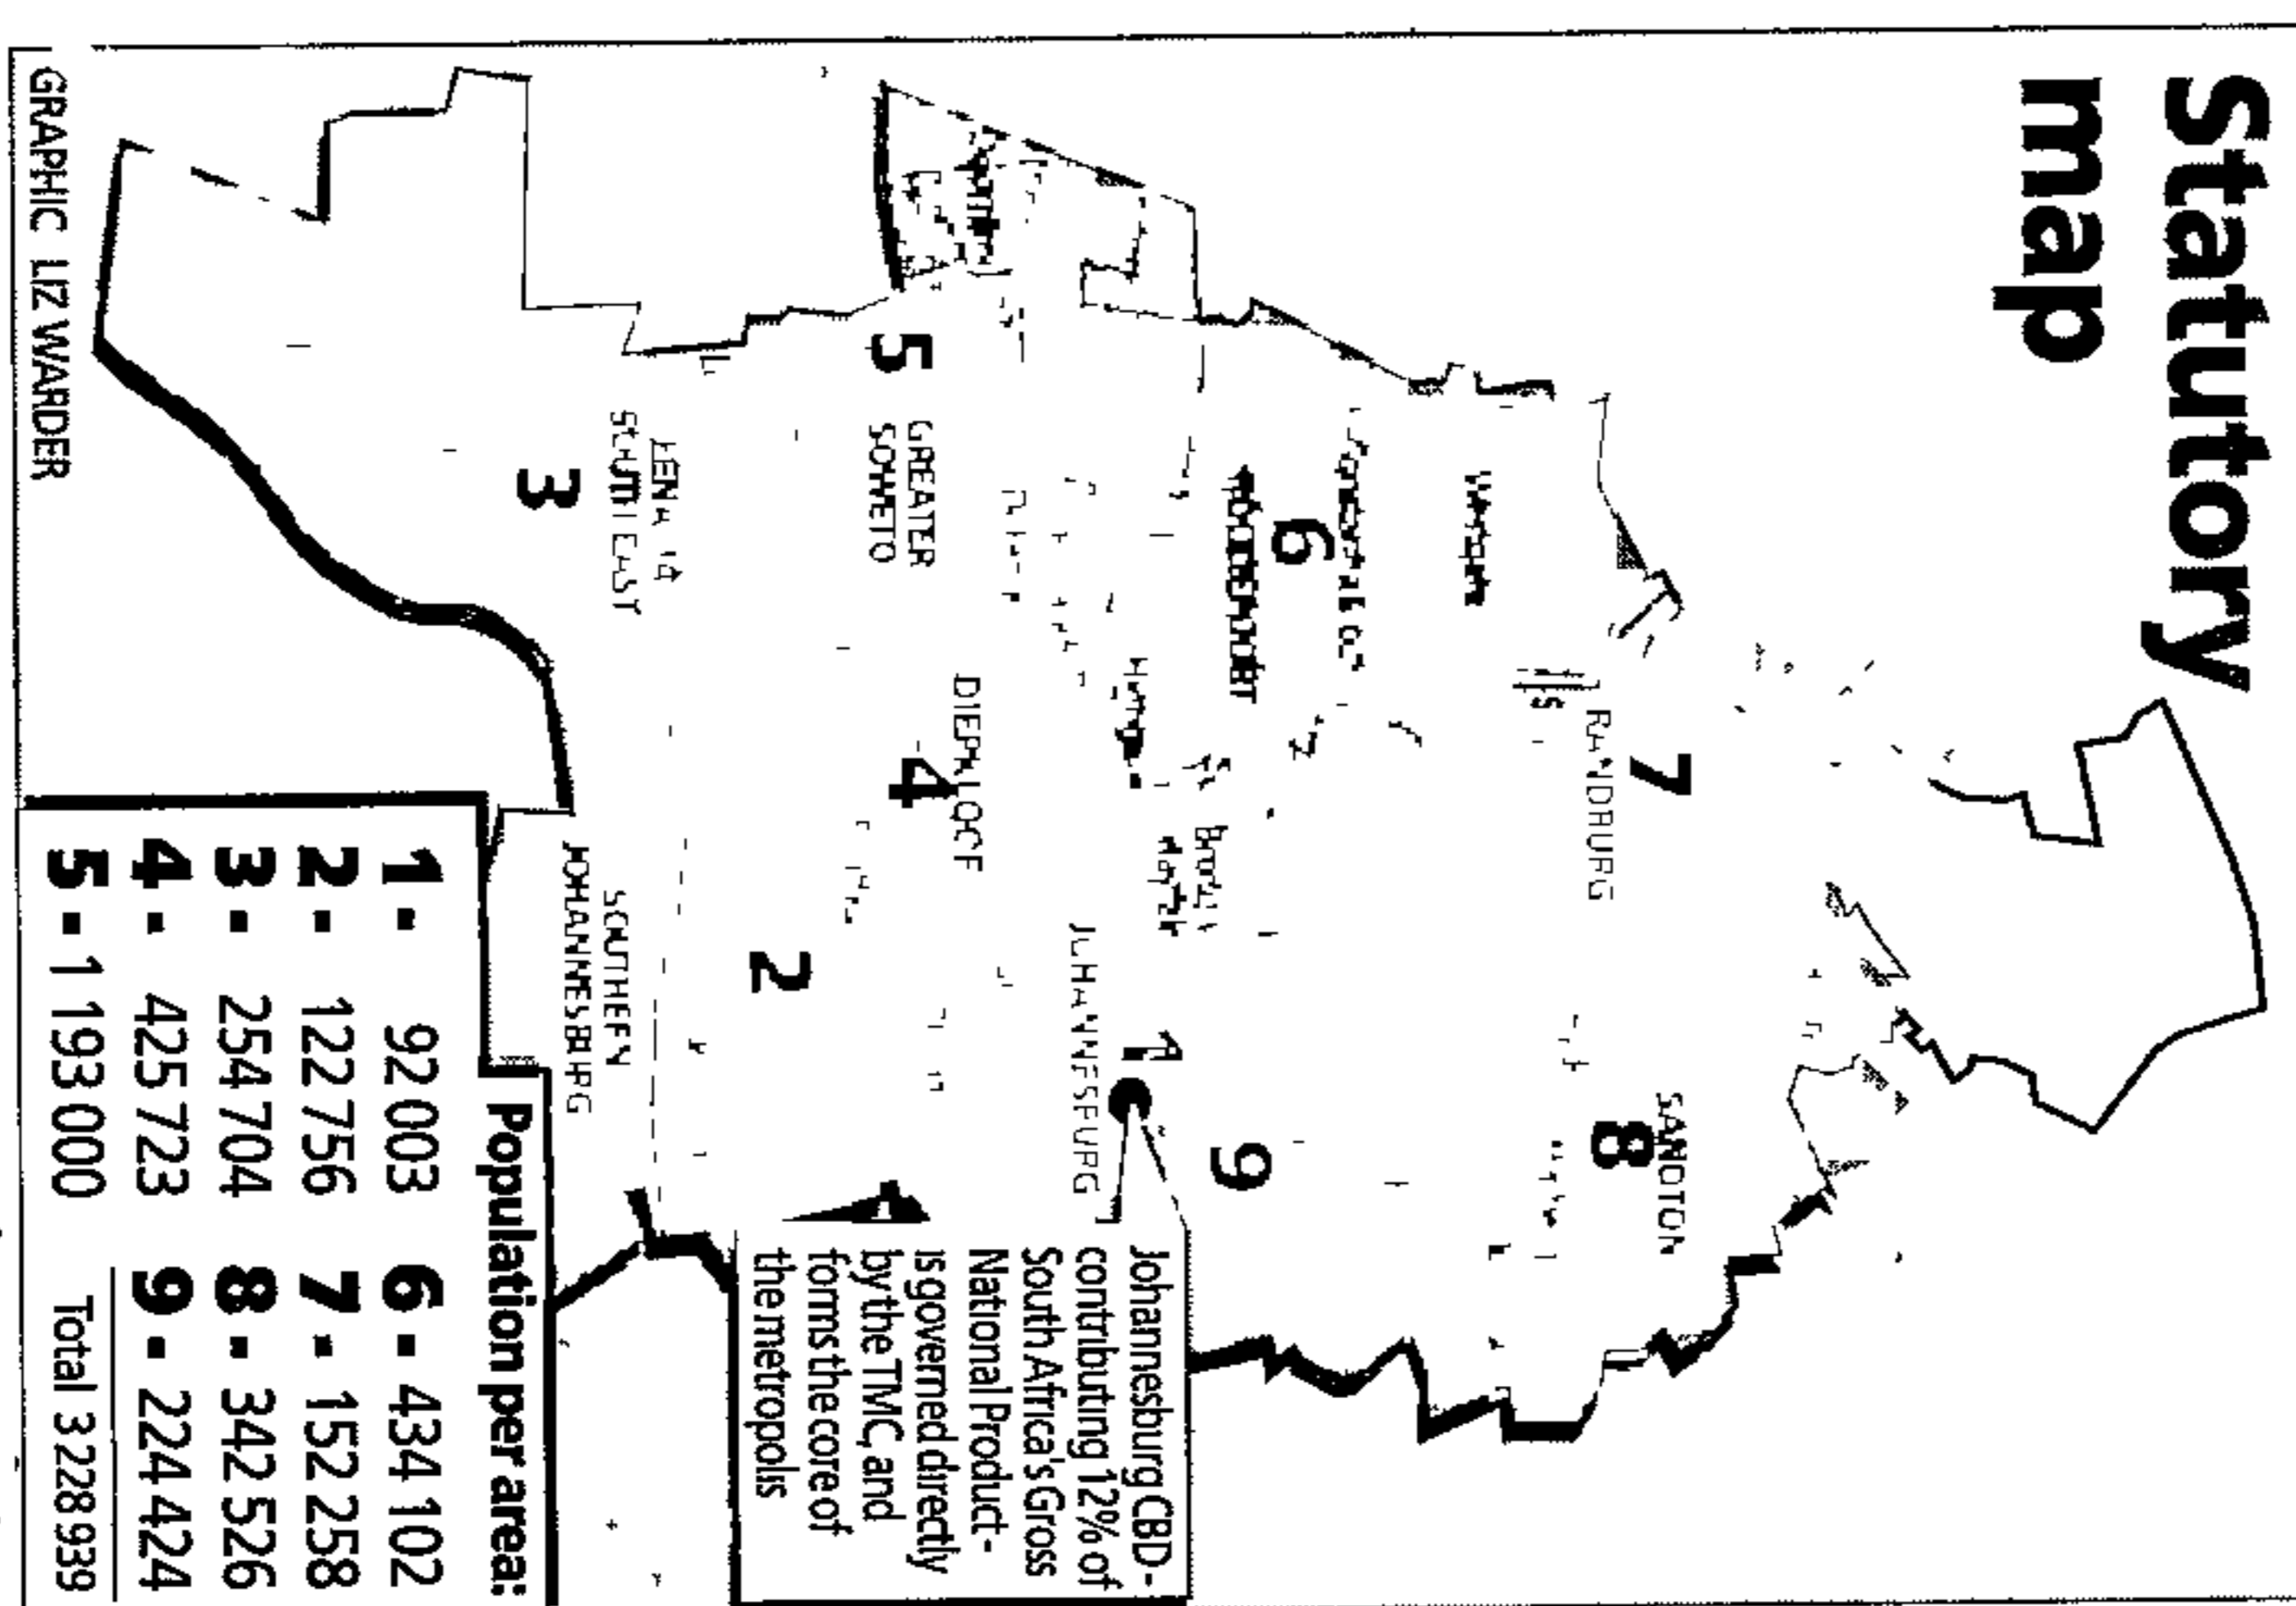 Statutory
map
7
RANDBURG
8
SANDTON
6
ROODEPOORT
9
1
JOHANNESBURG
5
GREATER
SOWETO
4
DIEPKLOOF
2
3
SOUTH EAST
SOUTHERN
JOHANNESBURG
Johannesburg CBD -
contributing 12% of
South Africa's Gross
National Product -
is governed directly
by the TMC, and
forms the core of
the metropolis
Population per area:
1 - 92 003
2 - 122 756
3 - 254 704
4 - 425 723
5 - 1 193 000
6 - 434 102
7 - 152 258
8 - 342 526
9 - 224 424
Total 3 228 939
GRAPHIC LIZ WARDER